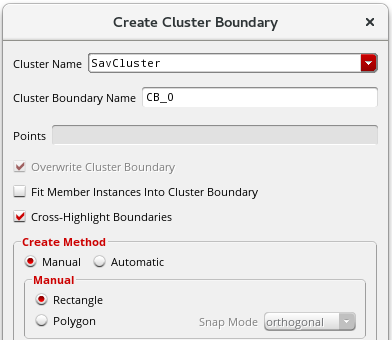 Create Cluster Boundary
Cluster Name SavCluster
Cluster Boundary Name CB_0
Points
Overwrite Cluster Boundary
Fit Member Instances Into Cluster Boundary
Cross-Highlight Boundaries
Create Method
Manual Automatic
Manual
Rectangle
Polygon Snap Mode orthogonal